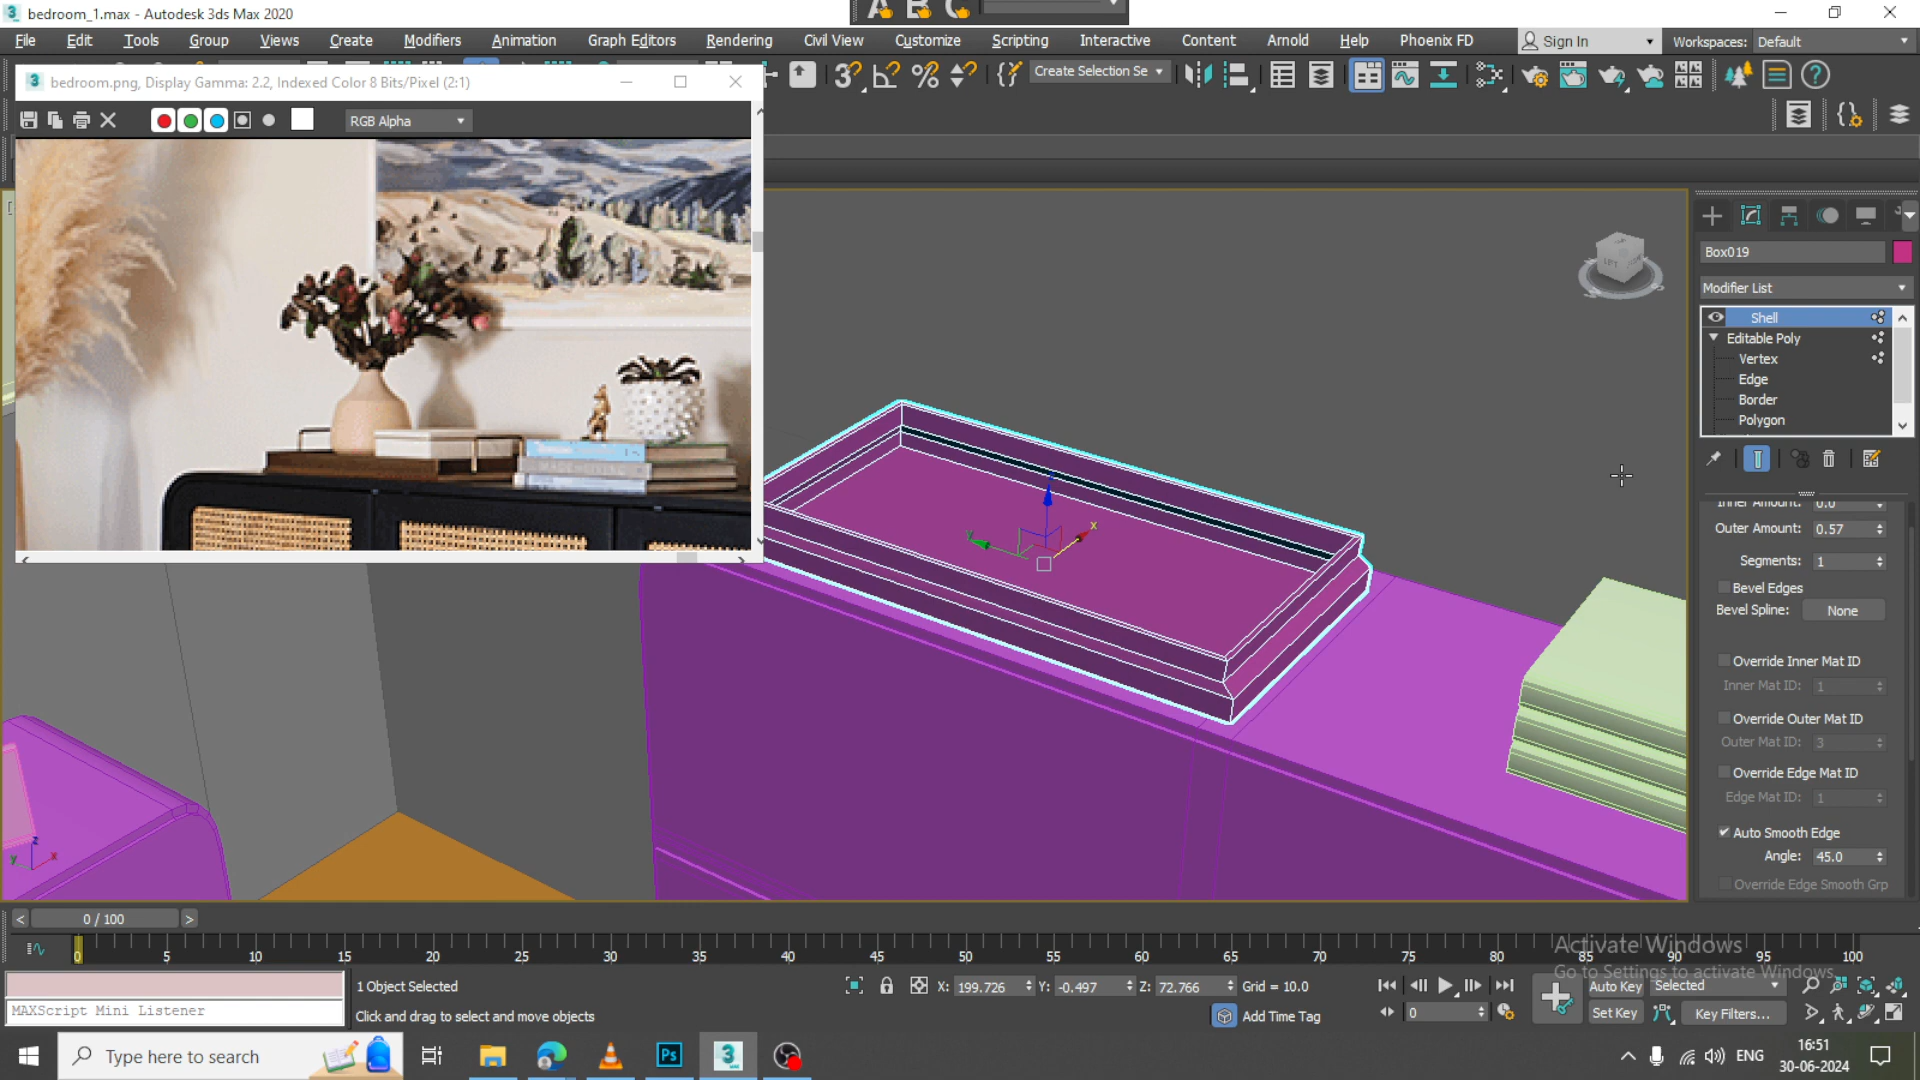 bedroom_1.max - Autodesk 3ds Max 2020
File Edit Tools Group Views Create Modifiers Animation Graph Editors Rendering Civil View Customize Scripting Interactive Content Arnold Help Phoenix FD
Sign In
Workspaces: Default
bedroom.png, Display Gamma: 2.2, Indexed Color 8 Bits/Pixel (2:1)
Create Selection Se
RGB Alpha
Box019
Modifier List
Shell
Editable Poly
Vertex
Edge
Border
Polygon
Inner Amount: 0.0
Outer Amount: 0.57
Segments: 1
Bevel Edges
Bevel Spline: None
Override Inner Mat ID
Inner Mat ID: 1
Override Outer Mat ID
Outer Mat ID: 3
Override Edge Mat ID
Edge Mat ID: 1
Auto Smooth Edge
Angle: 45.0
Override Edge Smooth Grp
x
y
z
y
x
< 0 / 100 >
0 5 10 15 20 25 30 35 40 45 50 55 60 65 70 75 80 85 90 95 100
Activate Windows
Go to Settings to activate Windows.
1 Object Selected
X: 199.726 Y: -0.497 Z: 72.766 Grid = 10.0
Auto Key Selected
MAXScript Mini Listener
Click and drag to select and move objects
Add Time Tag
0
Set Key Key Filters...
Type here to search
Ps
3
ENG
16:51
30-06-2024